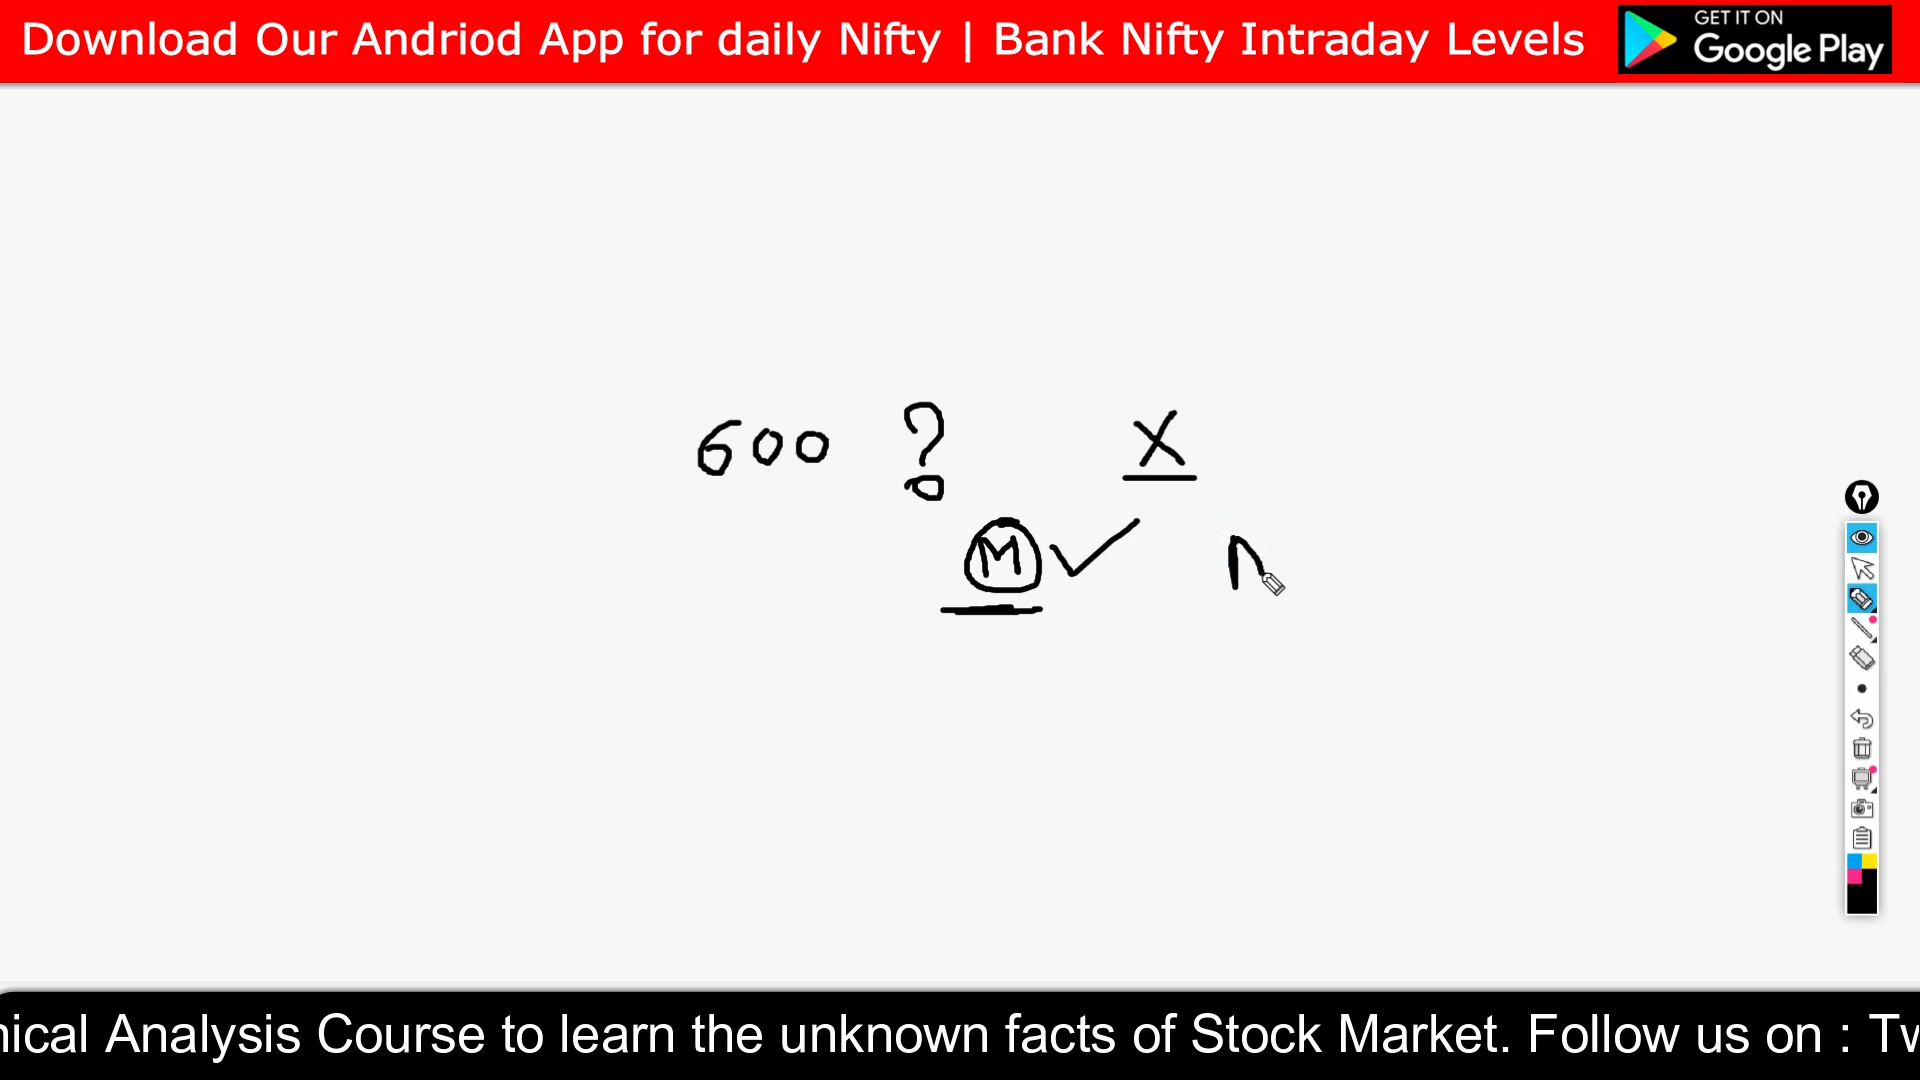 Download Our Andriod App for daily Nifty | Bank Nifty Intraday Levels
GET IT ON
Google Play
600 ? X
M ✓
nical Analysis Course to learn the unknown facts of Stock Market. Follow us on : Tw